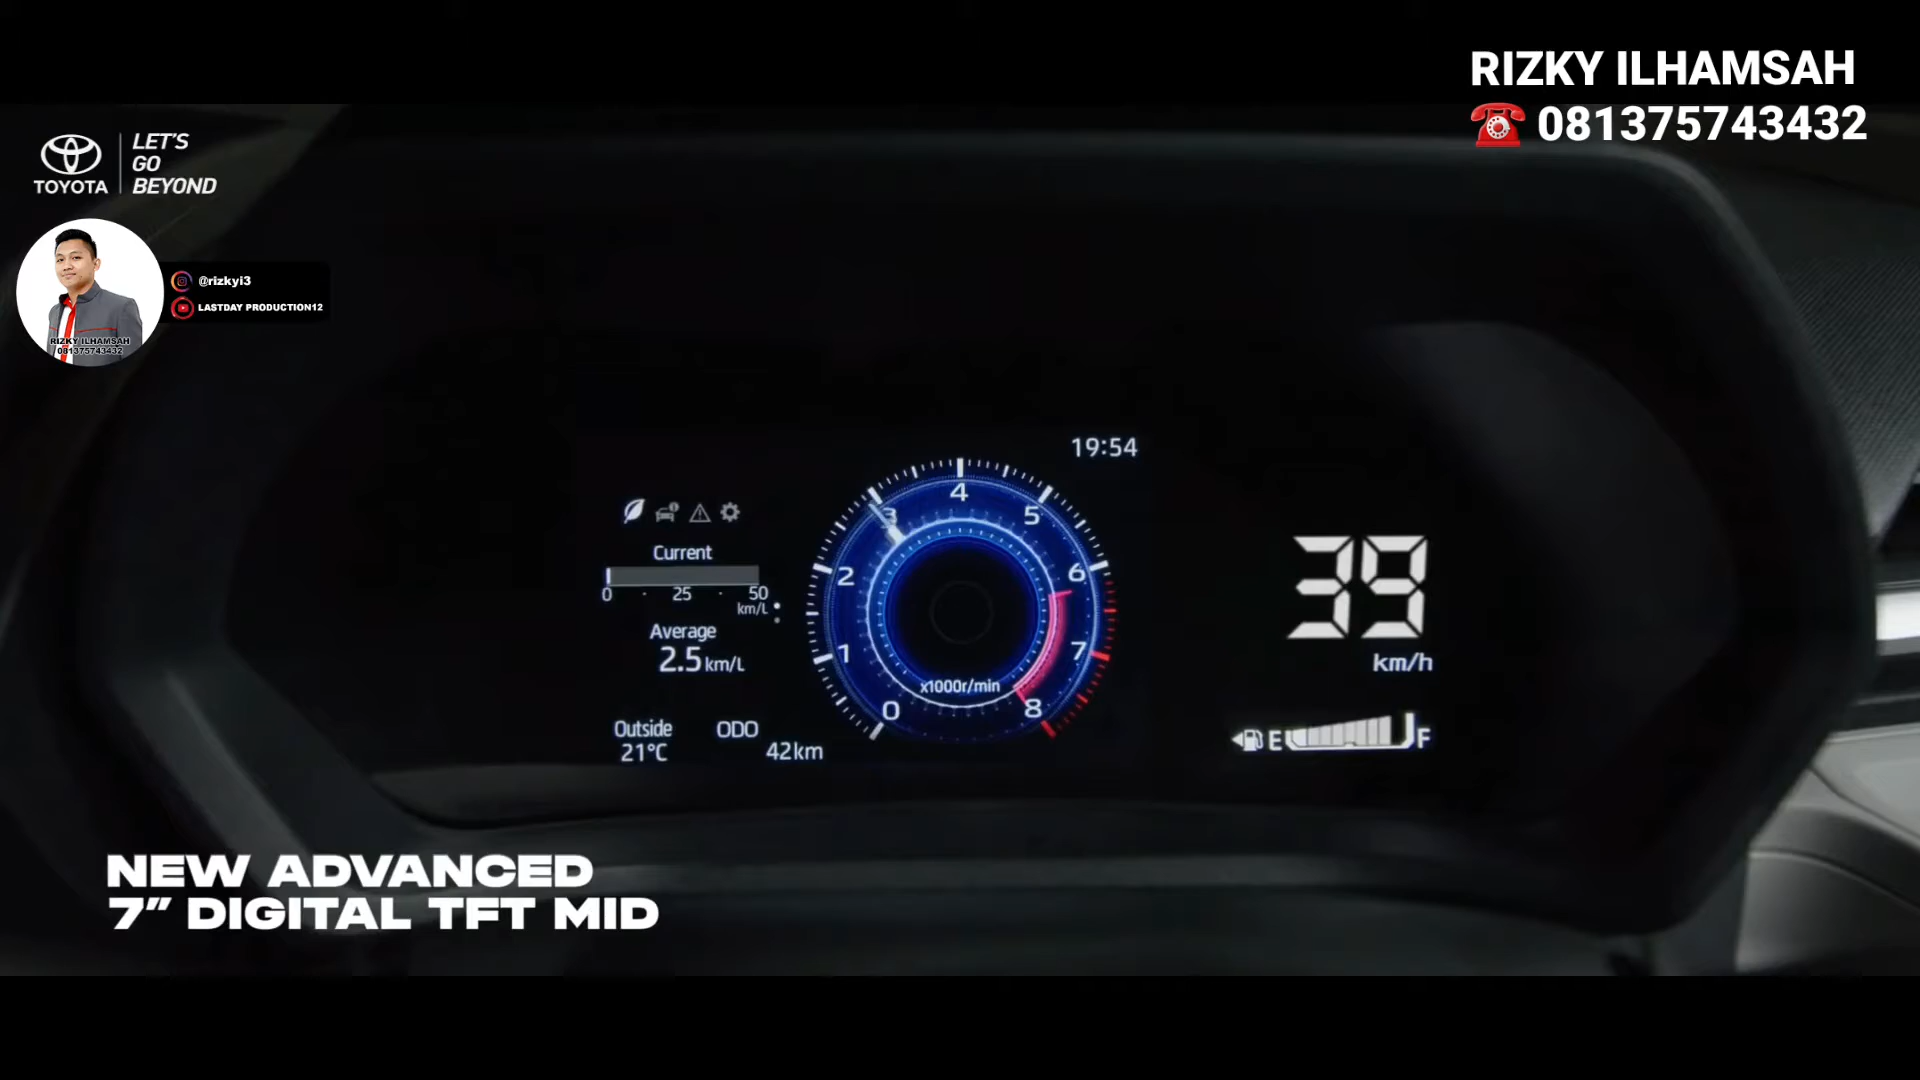 RIZKY ILHAMSAH
☎️ 081375743432
TOYOTA
LET'S
GO
BEYOND
@rizkyi3
LASTDAY PRODUCTION12
RIZKY ILHAMSAH
081375743432
19:54
Current
0 · 25 · 50
km/L
Average
2.5 km/L
Outside
21°C
ODO
42km
0
1
2
3
4
5
6
7
8
x1000r/min
39
km/h
E F
NEW ADVANCED
7” DIGITAL TFT MID